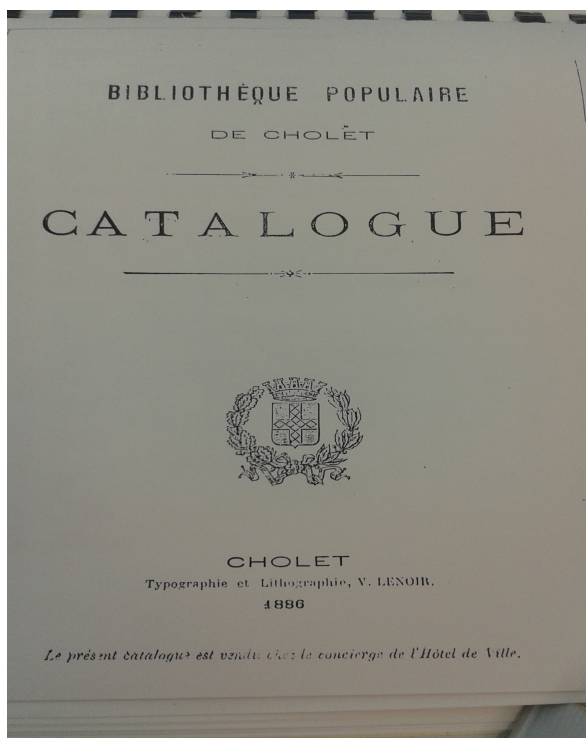 BIBLIOTHÈQUE POPULAIRE
DE CHOLET
CATALOGUE
CHOLET
Typographie et Lithographie, V. LENOIR.
1886
Le présent catalogue est vendu chez le concierge de l'Hôtel de Ville.